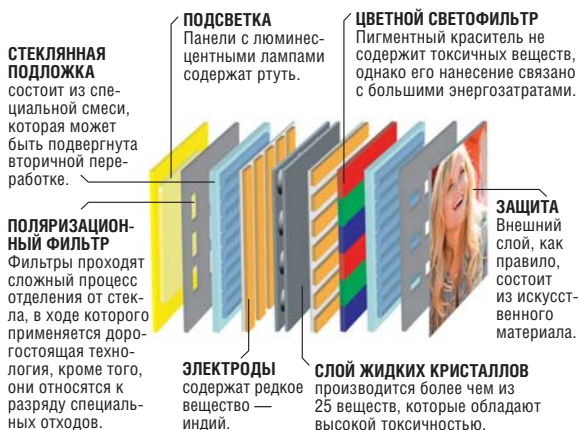 СТЕКЛЯННАЯ
ПОДЛОЖКА
состоит из спе-
циальной смеси,
которая может
быть подвергнута
вторичной пере-
работке.
ПОДСВЕТКА
Панели с люминес-
центными лампами
содержат ртуть.
ЦВЕТНОЙ СВЕТОФИЛЬТР
Пигментный краситель не
содержит токсичных веществ,
однако его нанесение связано
с большими энергозатратами.
ПОЛЯРИЗАЦИОН-
НЫЙ ФИЛЬТР
Фильтры проходят
сложный процесс
отделения от стек-
ла, в ходе которого
применяется доро-
гостоящая техно-
логия, кроме того,
они относятся к
разряду специаль-
ных отходов.
ЭЛЕКТРОДЫ
содержат редкое
вещество —
индий.
СЛОЙ ЖИДКИХ КРИСТАЛЛОВ
производится более чем из
25 веществ, которые обладают
высокой токсичностью.
ЗАЩИТА
Внешний
слой, как
правило,
состоит
из искусст-
венного
материала.